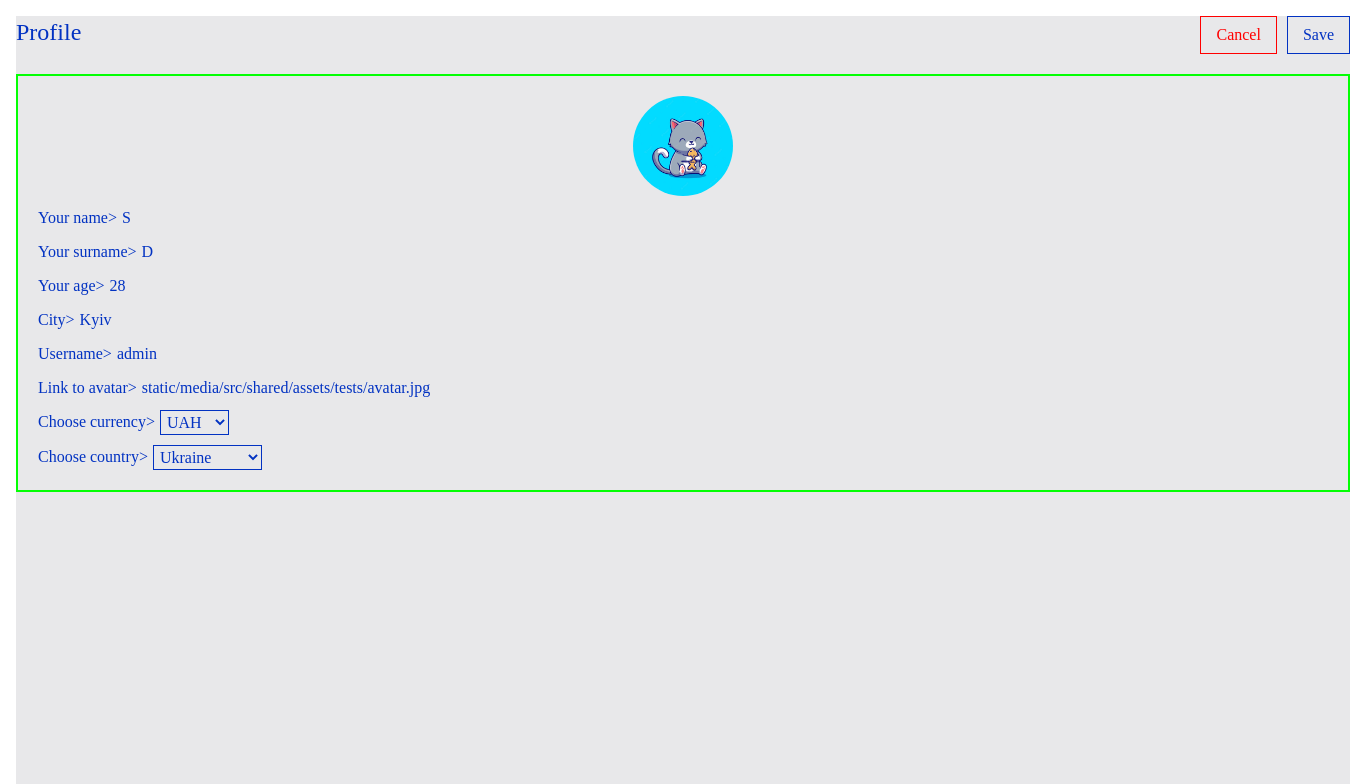 Profile
Cancel
Save
Your name> S
Your surname> D
Your age> 28
City> Kyiv
Username> admin
Link to avatar> static/media/src/shared/assets/tests/avatar.jpg
Choose currency> UAH
Choose country> Ukraine